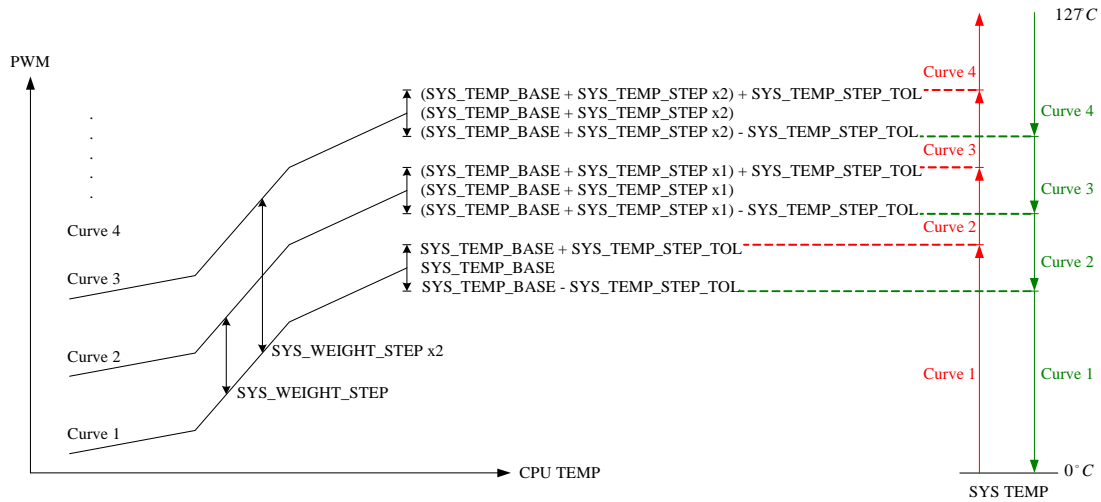 127°C
PWM
Curve 4
(SYS_TEMP_BASE + SYS_TEMP_STEP x2) + SYS_TEMP_STEP_TOL
(SYS_TEMP_BASE + SYS_TEMP_STEP x2)
(SYS_TEMP_BASE + SYS_TEMP_STEP x2) - SYS_TEMP_STEP_TOL
Curve 4
Curve 3
(SYS_TEMP_BASE + SYS_TEMP_STEP x1) + SYS_TEMP_STEP_TOL
(SYS_TEMP_BASE + SYS_TEMP_STEP x1)
(SYS_TEMP_BASE + SYS_TEMP_STEP x1) - SYS_TEMP_STEP_TOL
Curve 3
Curve 4
Curve 2
SYS_TEMP_BASE + SYS_TEMP_STEP_TOL
SYS_TEMP_BASE
SYS_TEMP_BASE - SYS_TEMP_STEP_TOL
Curve 2
Curve 3
Curve 2
SYS_WEIGHT_STEP x2
SYS_WEIGHT_STEP
Curve 1
Curve 1
Curve 1
CPU TEMP
0°C
SYS TEMP